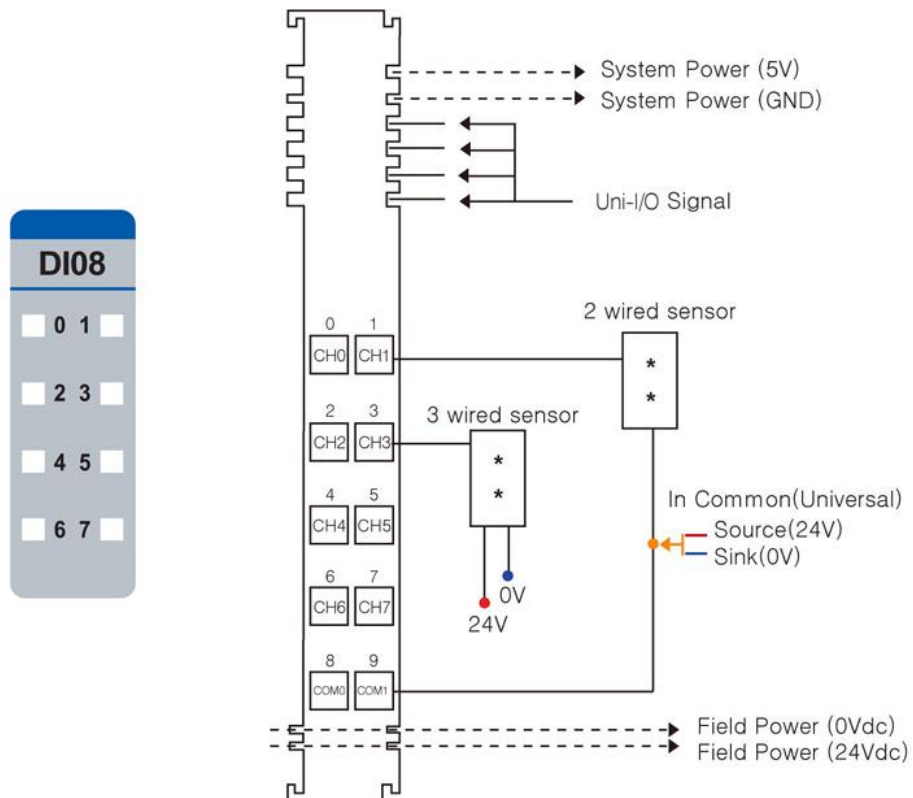 System Power (5V)
System Power (GND)
Uni-I/O Signal
DI08
0 1
2 3
4 5
6 7
2 wired sensor
* *
0 1
CH0 CH1
3 wired sensor
* *
2 3
CH2 CH3
In Common(Universal)
Source(24V)
Sink(0V)
4 5
CH4 CH5
0V
24V
6 7
CH6 CH7
8 9
COM0 COM1
Field Power (0Vdc)
Field Power (24Vdc)